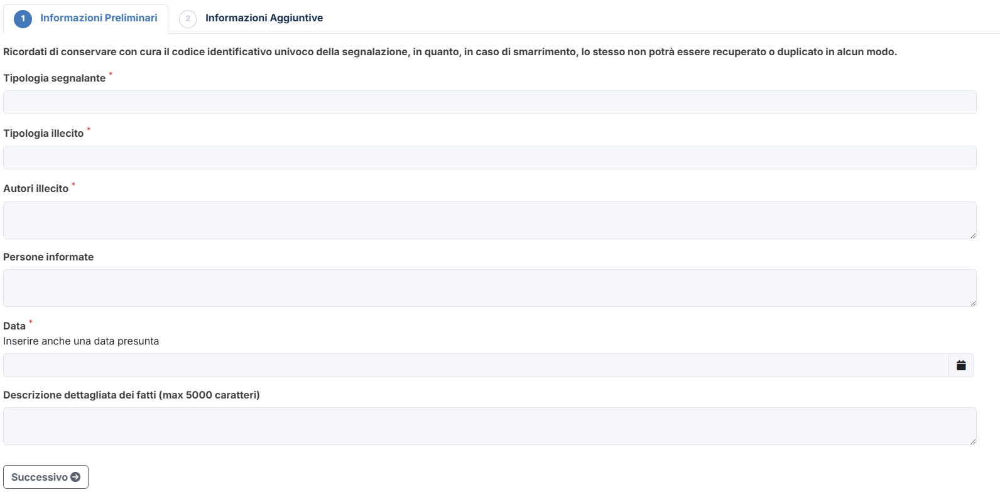 1 Informazioni Preliminari 2 Informazioni Aggiuntive
Ricordati di conservare con cura il codice identificativo univoco della segnalazione, in quanto, in caso di smarrimento, lo stesso non potrà essere recuperato o duplicato in alcun modo.
Tipologia segnalante *
Tipologia illecito *
Autori illecito *
Persone informate
Data *
Inserire anche una data presunta
Descrizione dettagliata dei fatti (max 5000 caratteri)
Successivo